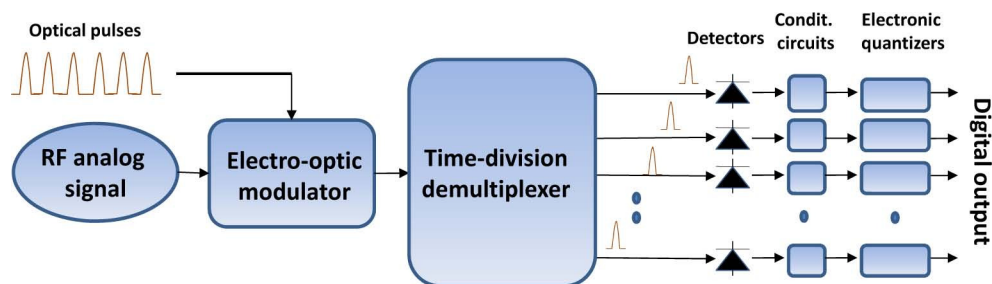 Optical pulses
RF analog
signal
Electro-optic
modulator
Time-division
demultiplexer
Detectors
Condit.
circuits
Electronic
quantizers
Digital output